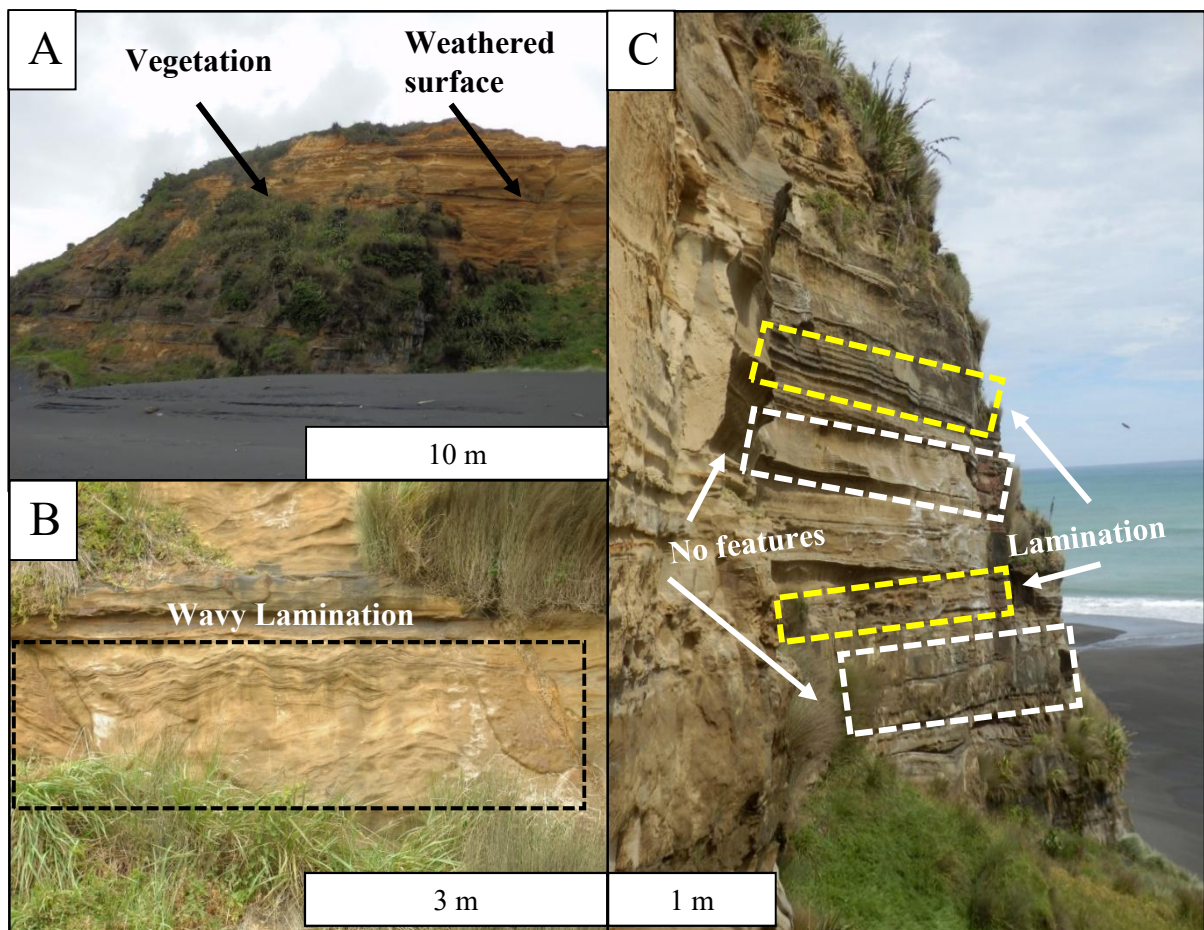 A
Vegetation
Weathered
surface
10 m
B
Wavy Lamination
3 m
C
No features
Lamination
1 m